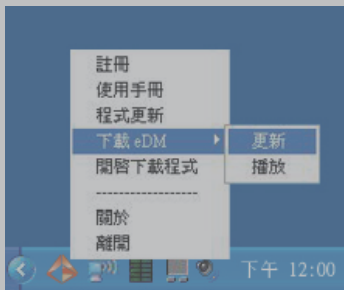 註冊
使用手冊
程式更新
下載 eDM
更新
開啓下載程式
播放
------------------
關於
離開
下午 12:00